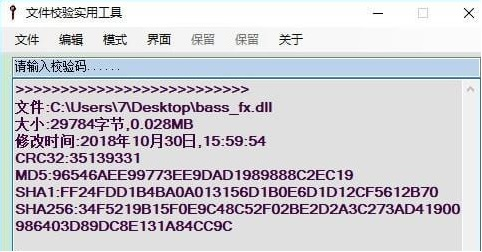 文件校验实用工具
文件 编辑 模式 界面 保留 保留 关于
请输入校验码......
>>>>>>>>>>>>>>>>>>>>>>>>>>
文件:C:\Users\7\Desktop\bass_fx.dll
大小:29784字节,0.028MB
修改时间:2018年10月30日,15:59:54
CRC32:35139331
MD5:96546AEE99773EE9DAD1989888C2EC19
SHA1:FF24FDD1B4BA0A013156D1B0E6D1D12CF5612B70
SHA256:34F5219B15F0E9C48C52F02BE2D2A3C273AD41900
986403D89DC8E131A84CC9C